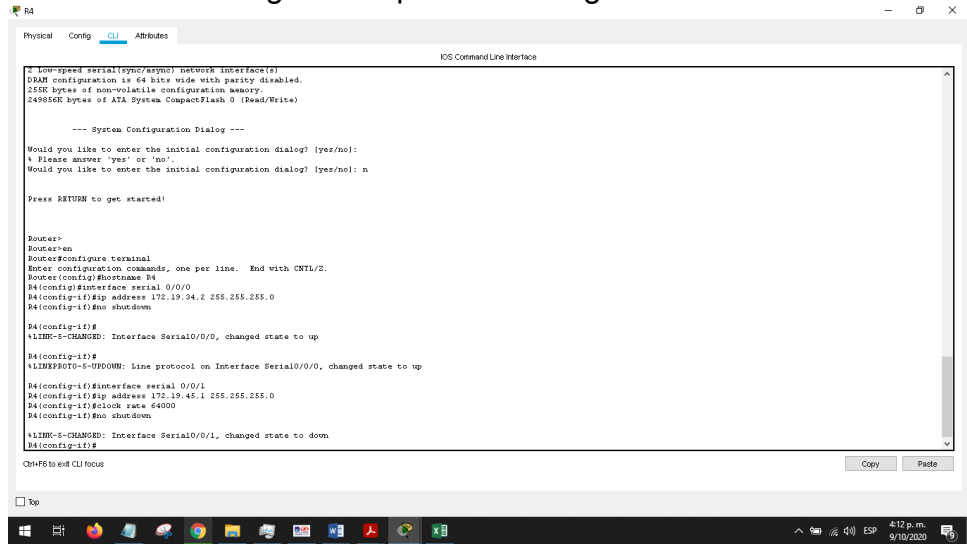 R4
Physical Config CLI Attributes
IOS Command Line Interface
2 Low-speed serial(sync/async) network interface(s)
DRAM configuration is 64 bits wide with parity disabled.
255K bytes of non-volatile configuration memory.
249856K bytes of ATA System CompactFlash 0 (Read/Write)
--- System Configuration Dialog ---
Would you like to enter the initial configuration dialog? [yes/no]:
% Please answer 'yes' or 'no'.
Would you like to enter the initial configuration dialog? [yes/no]: n
Press RETURN to get started!
Router>
Router>en
Router#configure terminal
Enter configuration commands, one per line.  End with CNTL/Z.
Router(config)#hostname R4
R4(config)#interface serial 0/0/0
R4(config-if)#ip address 172.19.34.2 255.255.255.0
R4(config-if)#no shutdown
R4(config-if)#
%LINK-5-CHANGED: Interface Serial0/0/0, changed state to up
R4(config-if)#
%LINEPROTO-5-UPDOWN: Line protocol on Interface Serial0/0/0, changed state to up
R4(config-if)#interface serial 0/0/1
R4(config-if)#ip address 172.19.45.1 255.255.255.0
R4(config-if)#clock rate 64000
R4(config-if)#no shutdown
%LINK-5-CHANGED: Interface Serial0/0/1, changed state to down
R4(config-if)#
Ctrl+F6 to exit CLI focus
Copy Paste
Top
ESP
4:12 p. m.
9/10/2020